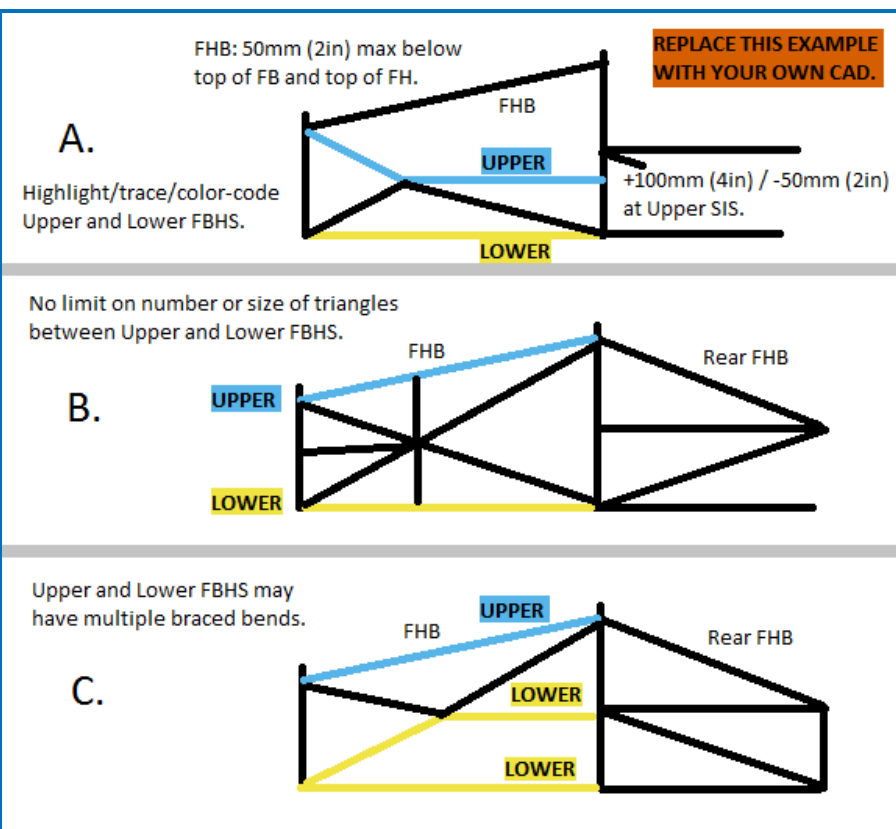 FHB: 50mm (2in) max below
top of FB and top of FH.
REPLACE THIS EXAMPLE
WITH YOUR OWN CAD.
FHB
A.
UPPER
Highlight/trace/color-code
Upper and Lower FBHS.
+100mm (4in) / -50mm (2in)
at Upper SIS.
LOWER
No limit on number or size of triangles
between Upper and Lower FBHS.
FHB
Rear FHB
B.
UPPER
LOWER
Upper and Lower FBHS may
have multiple braced bends.
UPPER
FHB
Rear FHB
C.
LOWER
LOWER